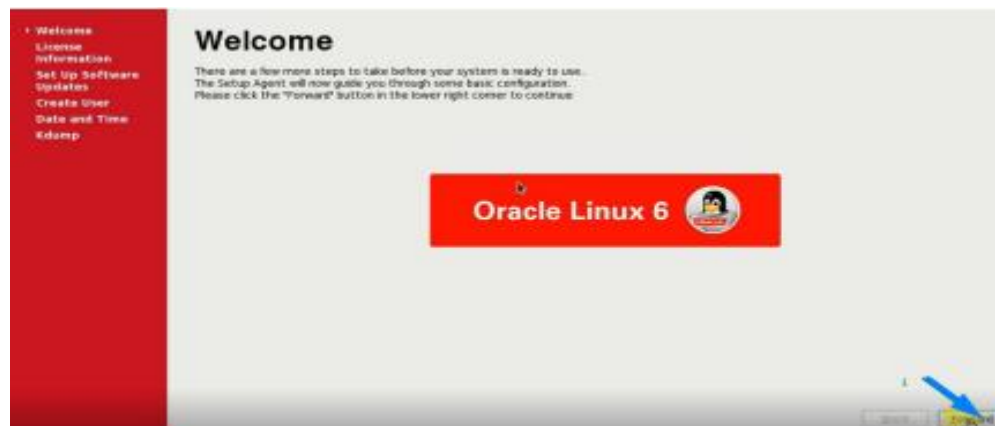 Welcome
License
Information
Set Up Software
Updates
Create User
Date and Time
Kdump
Welcome
There are a few more steps to take before your system is ready to use.
The Setup Agent will now guide you through some basic configuration.
Please click the "Forward" button in the lower right corner to continue
Oracle Linux 6
Forward